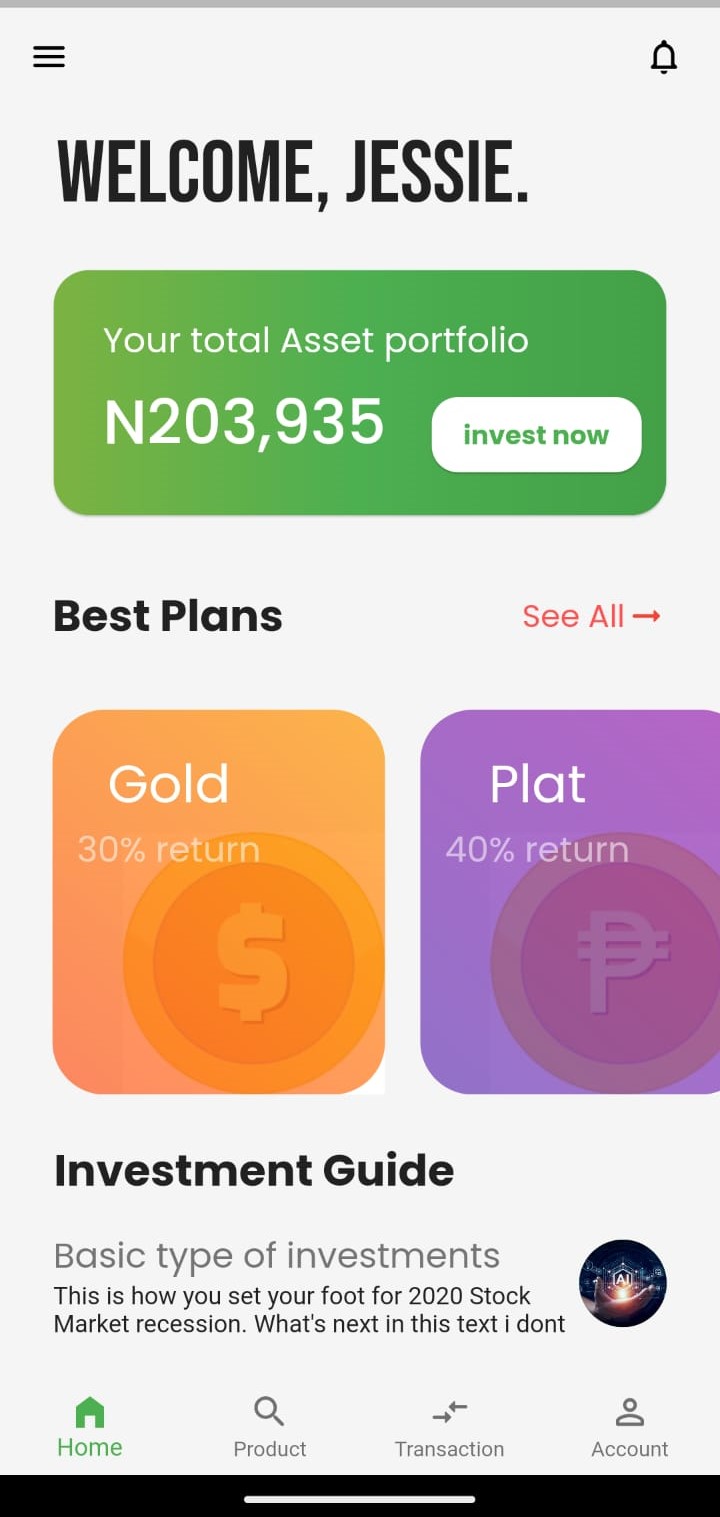 WELCOME, JESSIE.
Your total Asset portfolio
N203,935
invest now
Best Plans
See All →
Gold
30% return
$
Plat
40% return
₱
Investment Guide
Basic type of investments
This is how you set your foot for 2020 Stock
Market recession. What's next in this text i dont
AI
Home
Product
Transaction
Account